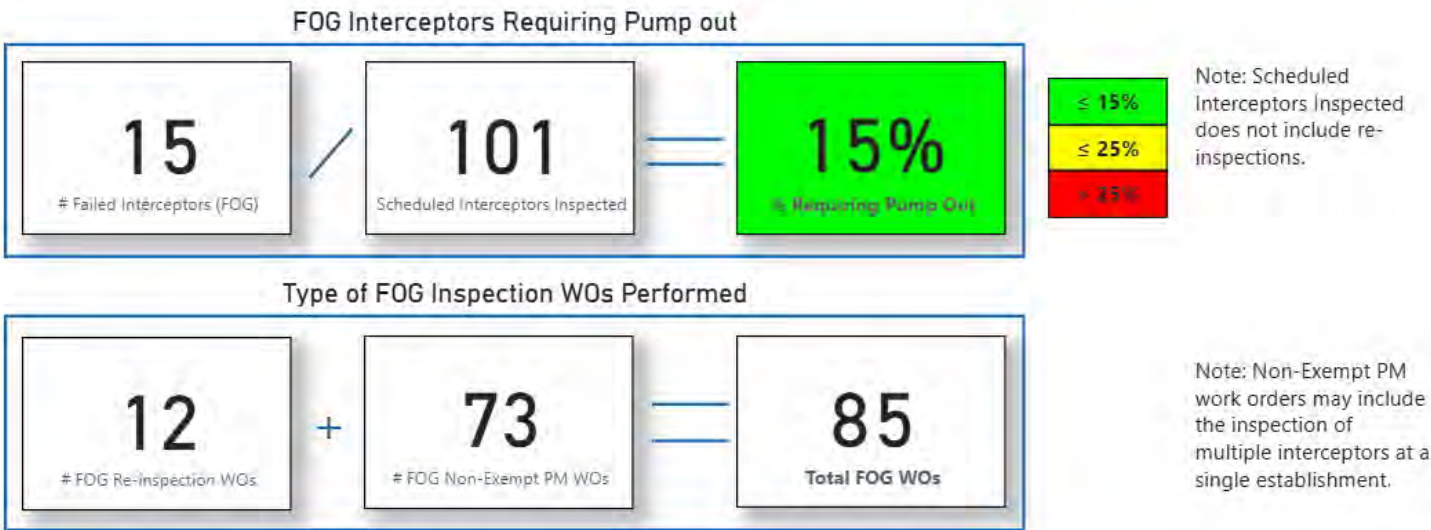 FOG Interceptors Requiring Pump out
15
# Failed Interceptors (FOG)
/
101
Scheduled Interceptors Inspected
=
15%
% Requiring Pump Out
≤ 15%
≤ 25%
> 25%
Note: Scheduled
Interceptors Inspected
does not include re-
inspections.
Type of FOG Inspection WOs Performed
12
# FOG Re-inspection WOs
+
73
# FOG Non-Exempt PM WOs
=
85
Total FOG WOs
Note: Non-Exempt PM
work orders may include
the inspection of
multiple interceptors at a
single establishment.